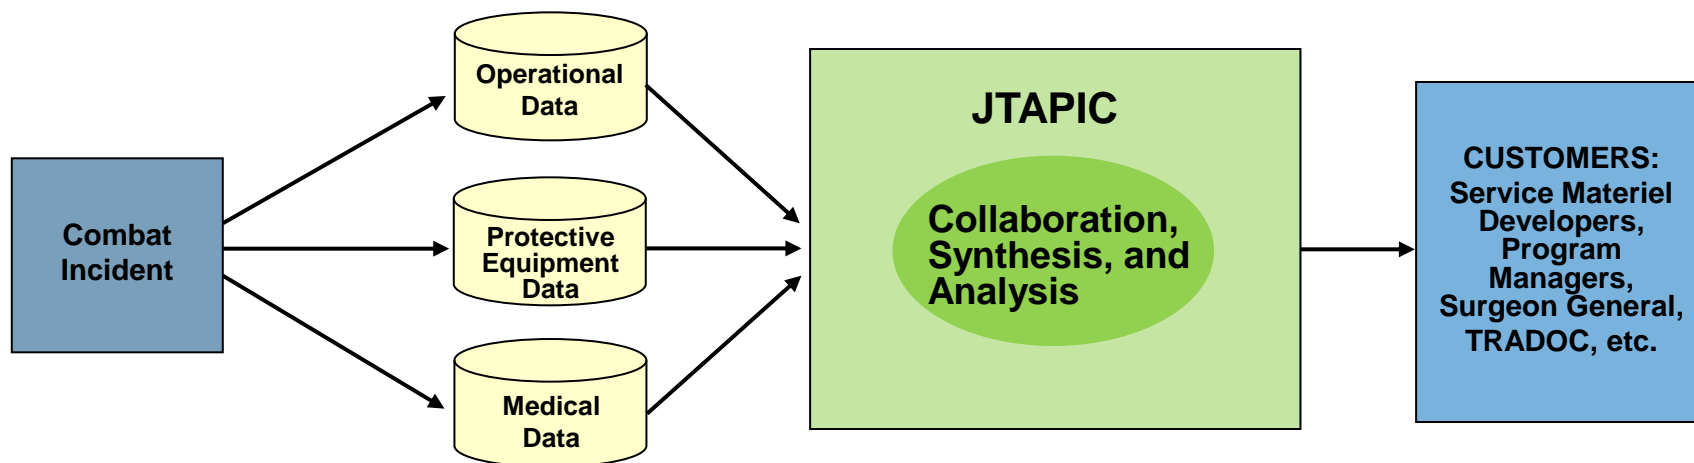 Combat
Incident
Operational
Data
Protective
Equipment
Data
Medical
Data
JTAPIC
Collaboration,
Synthesis, and
Analysis
CUSTOMERS:
Service Materiel
Developers,
Program
Managers,
Surgeon General,
TRADOC, etc.